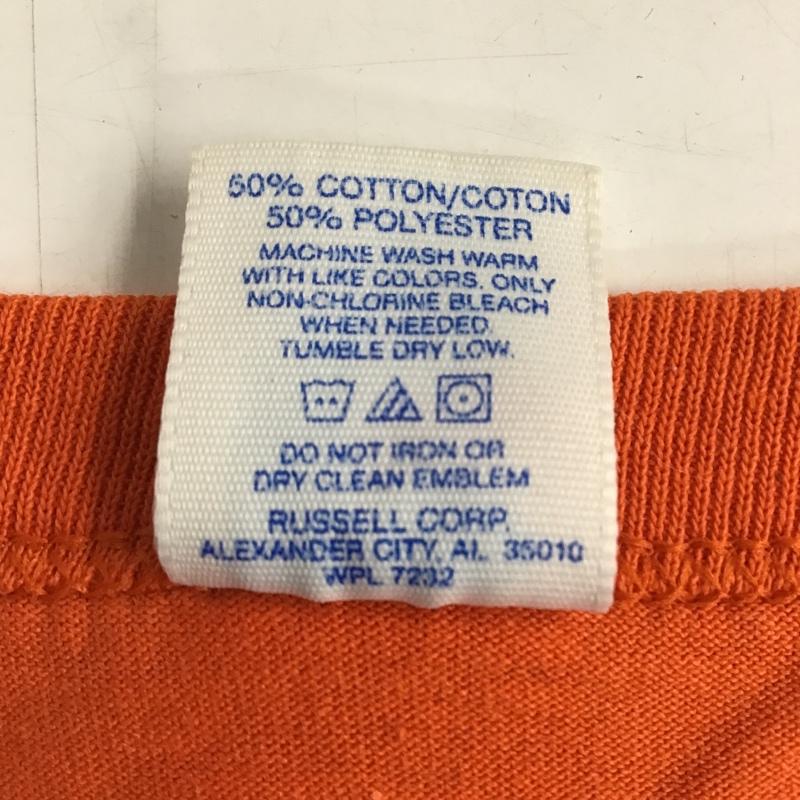 50% COTTON/COTON
50% POLYESTER
MACHINE WASH WARM
WITH LIKE COLORS. ONLY
NON-CHLORINE BLEACH
WHEN NEEDED.
TUMBLE DRY LOW.
DO NOT IRON OR
DRY CLEAN EMBLEM
RUSSELL CORP.
ALEXANDER CITY, AL 35010
WPL 7232